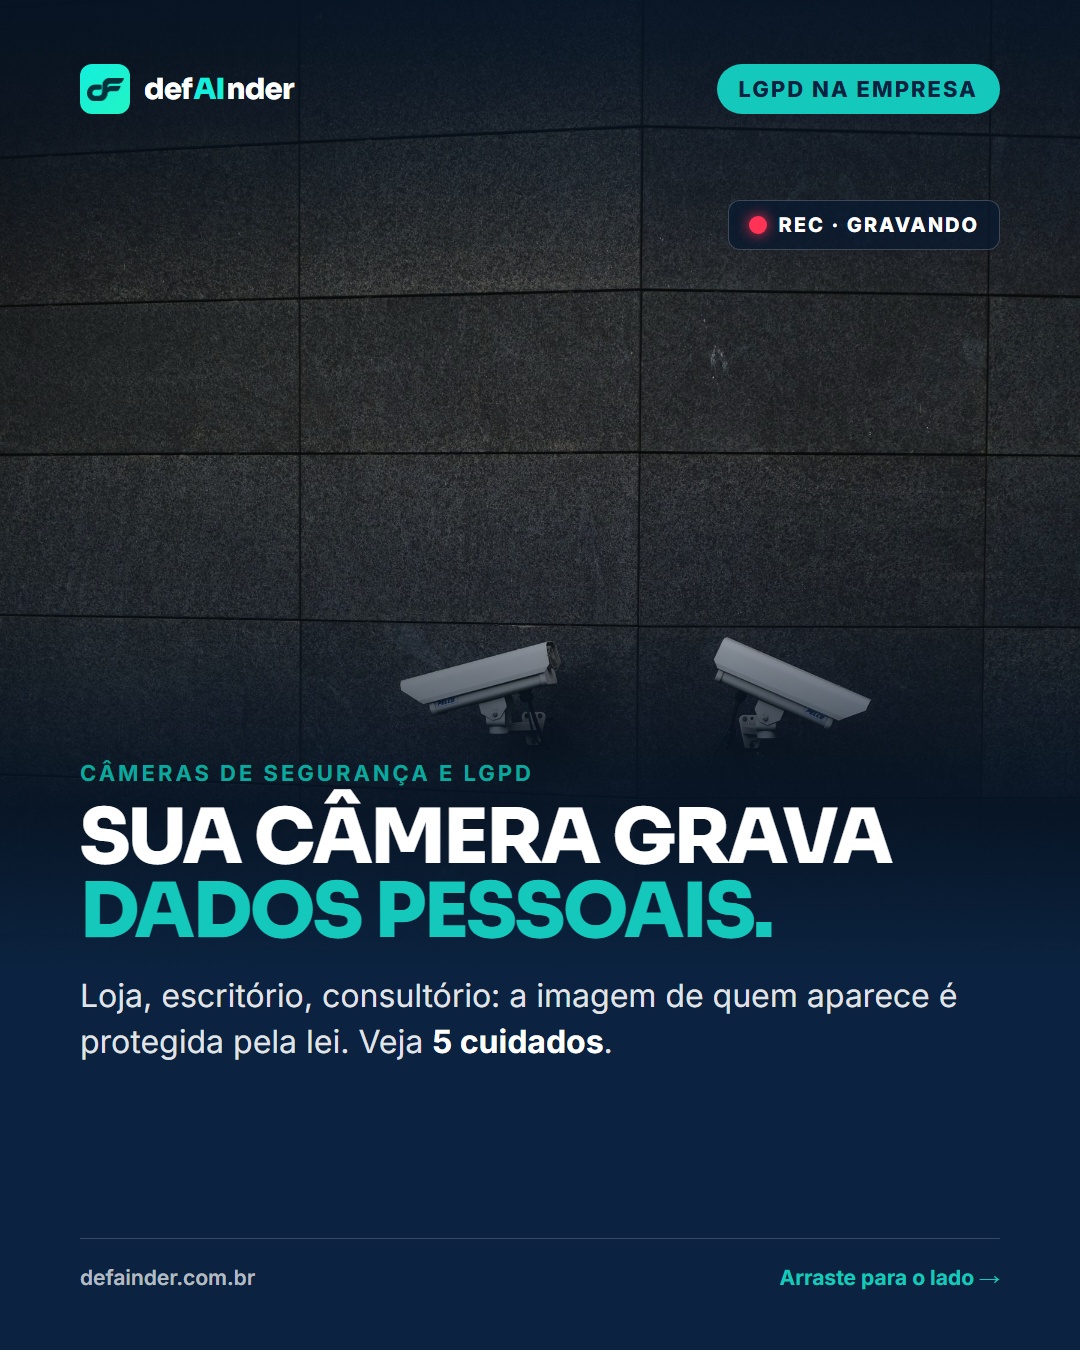 defAInder
LGPD NA EMPRESA
REC · GRAVANDO
CÂMERAS DE SEGURANÇA E LGPD
SUA CÂMERA GRAVA
DADOS PESSOAIS.
Loja, escritório, consultório: a imagem de quem aparece é
protegida pela lei. Veja 5 cuidados.
defainder.com.br
Arraste para o lado →